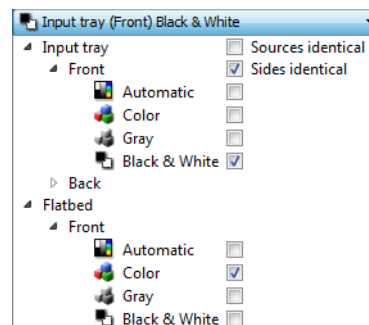 Input tray (Front) Black & White
Input tray Sources identical
Front Sides identical
Automatic
Color
Gray
Black & White
Back
Flatbed
Front
Automatic
Color
Gray
Black & White